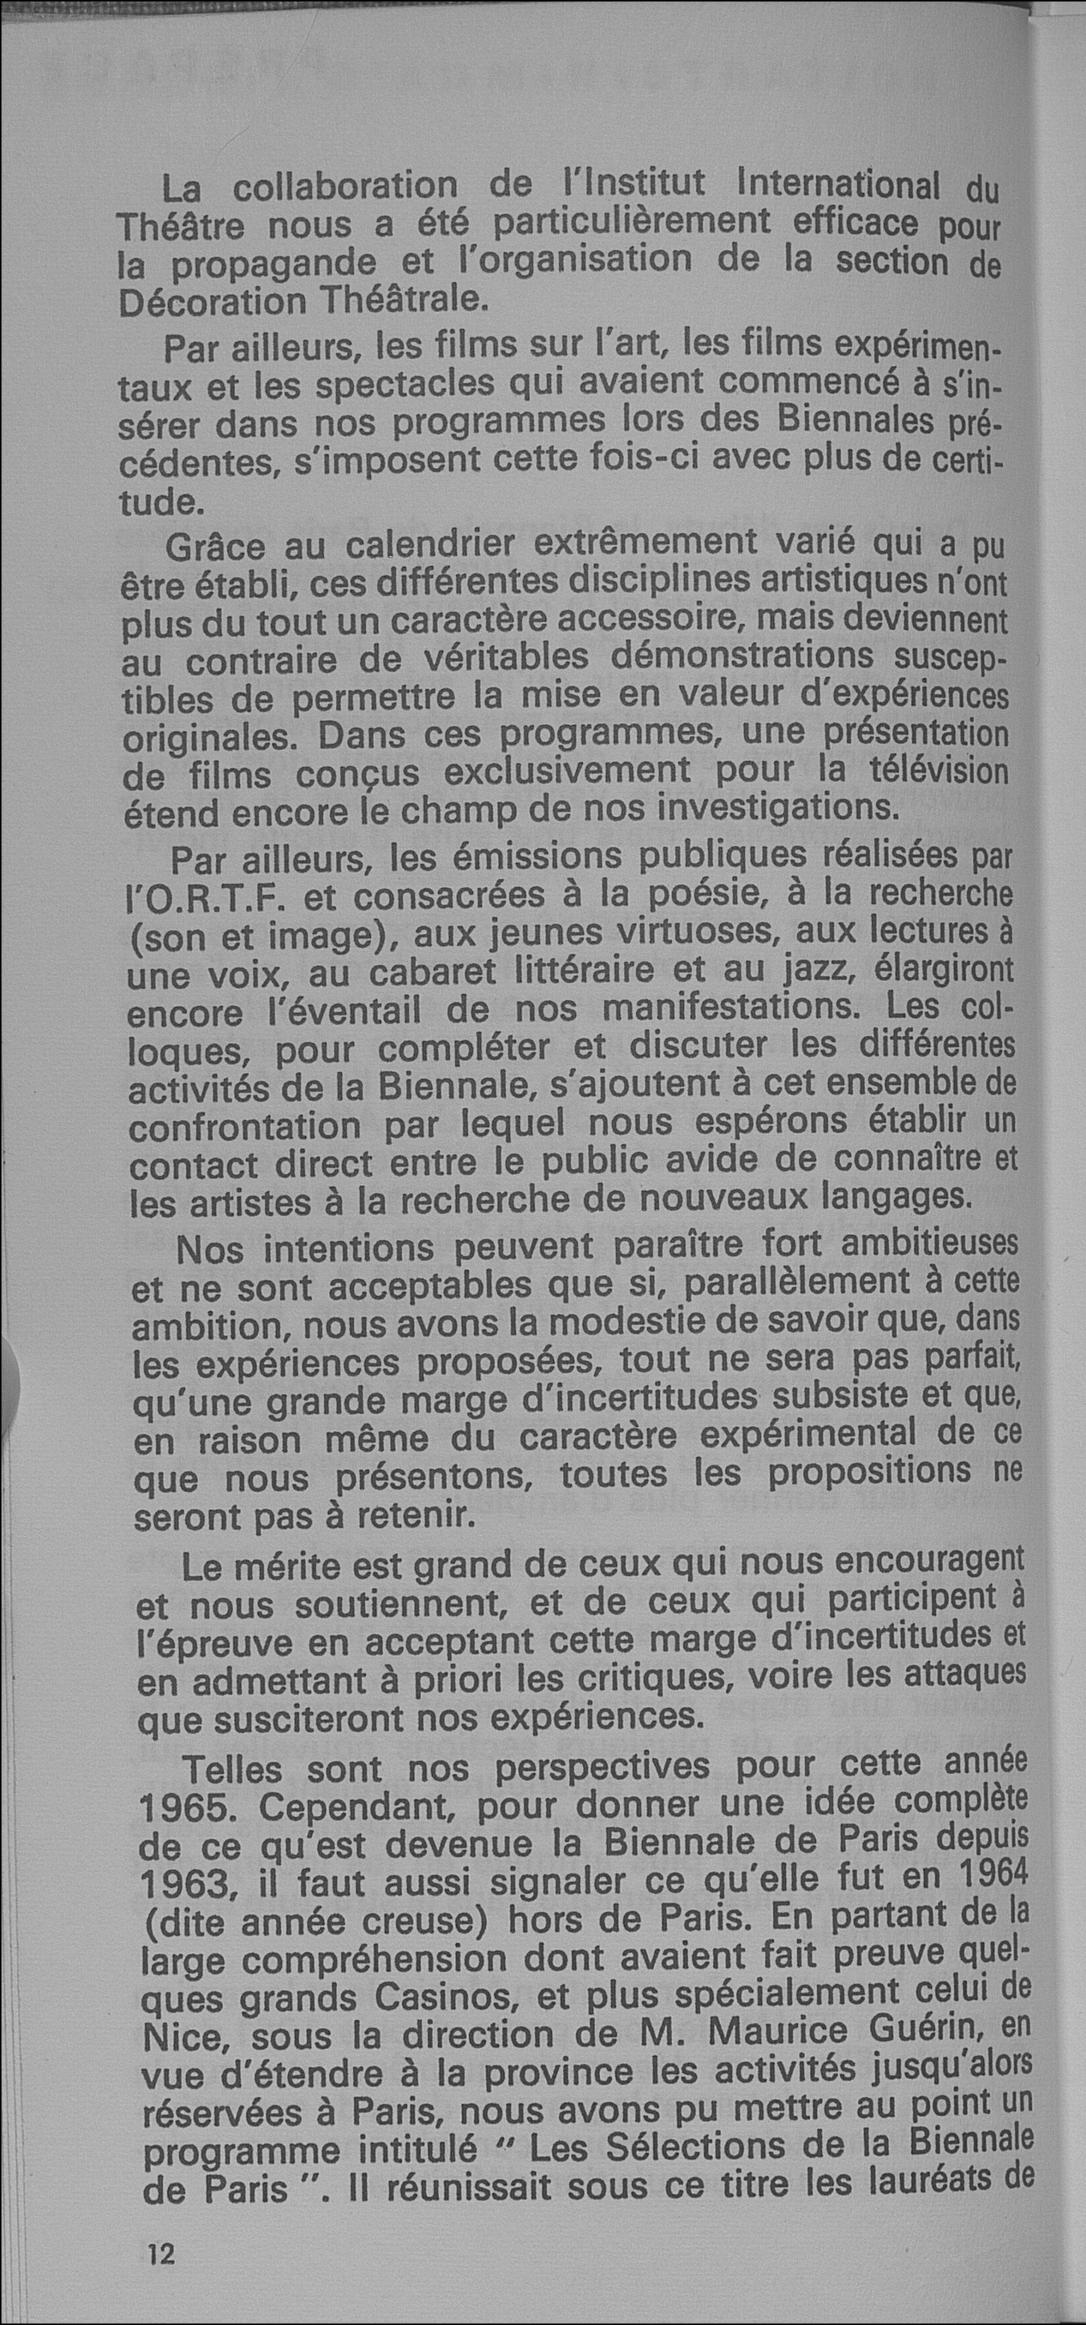 La collaboration de l'Institut International du
Théâtre nous a été particulièrement efficace pour
la propagande et l'organisation de la section de
Décoration Théâtrale.
Par ailleurs, les films sur l'art, les films expérimen-
taux et les spectacles qui avaient commencé à s'in-
sérer dans nos programmes lors des Biennales pré-
cédentes, s'imposent cette fois-ci avec plus de certi-
tude.
Grâce au calendrier extrêmement varié qui a pu
être établi, ces différentes disciplines artistiques n'ont
plus du tout un caractère accessoire, mais deviennent
au contraire de véritables démonstrations suscep-
tibles de permettre la mise en valeur d'expériences
originales. Dans ces programmes, une présentation
de films conçus exclusivement pour la télévision
étend encore le champ de nos investigations.
Par ailleurs, les émissions publiques réalisées par
l'O.R.T.F. et consacrées à la poésie, à la recherche
(son et image), aux jeunes virtuoses, aux lectures à
une voix, au cabaret littéraire et au jazz, élargiront
encore l'éventail de nos manifestations. Les col-
loques, pour compléter et discuter les différentes
activités de la Biennale, s'ajoutent à cet ensemble de
confrontation par lequel nous espérons établir un
contact direct entre le public avide de connaître et
les artistes à la recherche de nouveaux langages.
Nos intentions peuvent paraître fort ambitieuses
et ne sont acceptables que si, parallèlement à cette
ambition, nous avons la modestie de savoir que, dans
les expériences proposées, tout ne sera pas parfait,
qu'une grande marge d'incertitudes subsiste et que,
en raison même du caractère expérimental de ce
que nous présentons, toutes les propositions ne
seront pas à retenir.
Le mérite est grand de ceux qui nous encouragent
et nous soutiennent, et de ceux qui participent à
l'épreuve en acceptant cette marge d'incertitudes et
en admettant à priori les critiques, voire les attaques
que susciteront nos expériences.
Telles sont nos perspectives pour cette année
1965. Cependant, pour donner une idée complète
de ce qu'est devenue la Biennale de Paris depuis
1963, il faut aussi signaler ce qu'elle fut en 1964
(dite année creuse) hors de Paris. En partant de la
large compréhension dont avaient fait preuve quel-
ques grands Casinos, et plus spécialement celui de
Nice, sous la direction de M. Maurice Guérin, en
vue d'étendre à la province les activités jusqu'alors
réservées à Paris, nous avons pu mettre au point un
programme intitulé " Les Sélections de la Biennale
de Paris ". Il réunissait sous ce titre les lauréats de
12